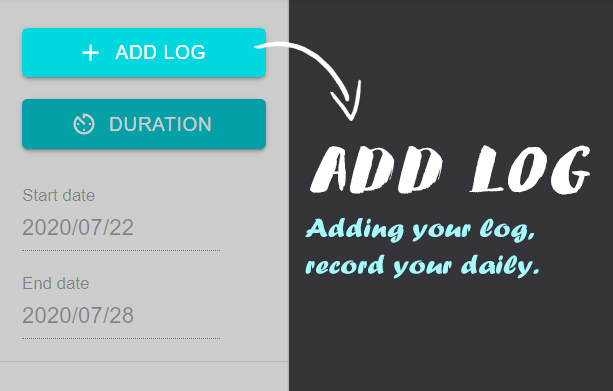 + ADD LOG
DURATION
Start date
2020/07/22
End date
2020/07/28
ADD LOG
Adding your log,
record your daily.